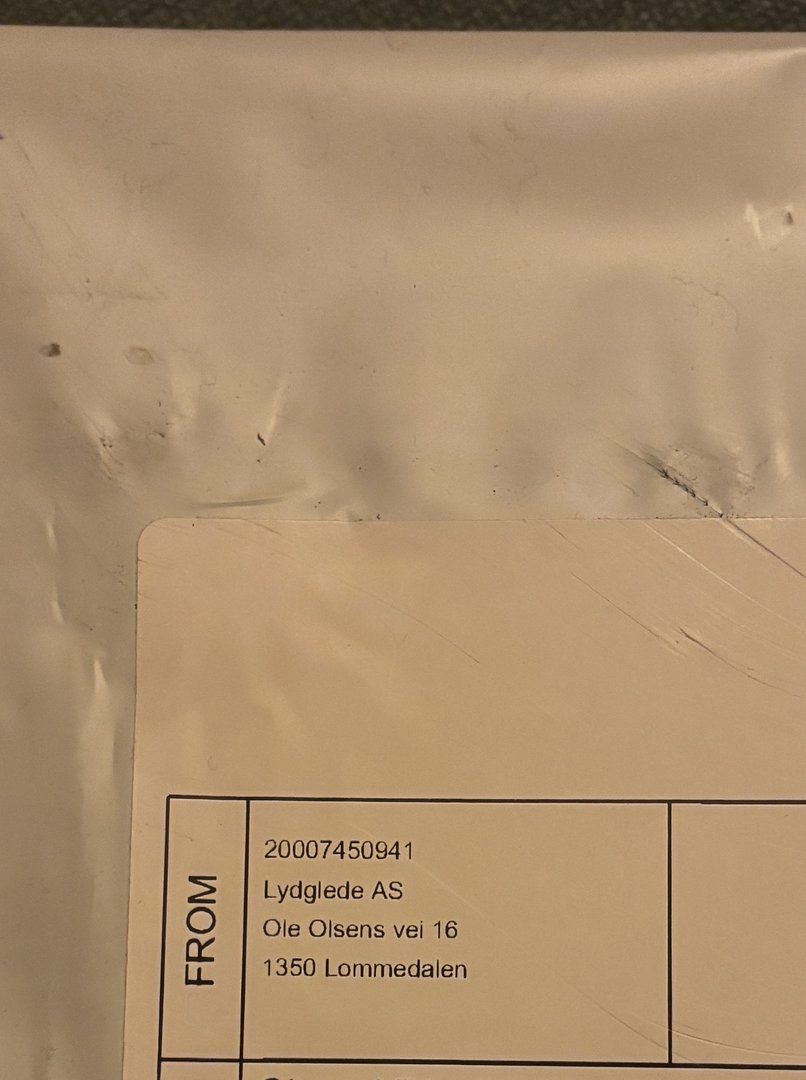 FROM
20007450941
Lydglede AS
Ole Olsens vei 16
1350 Lommedalen